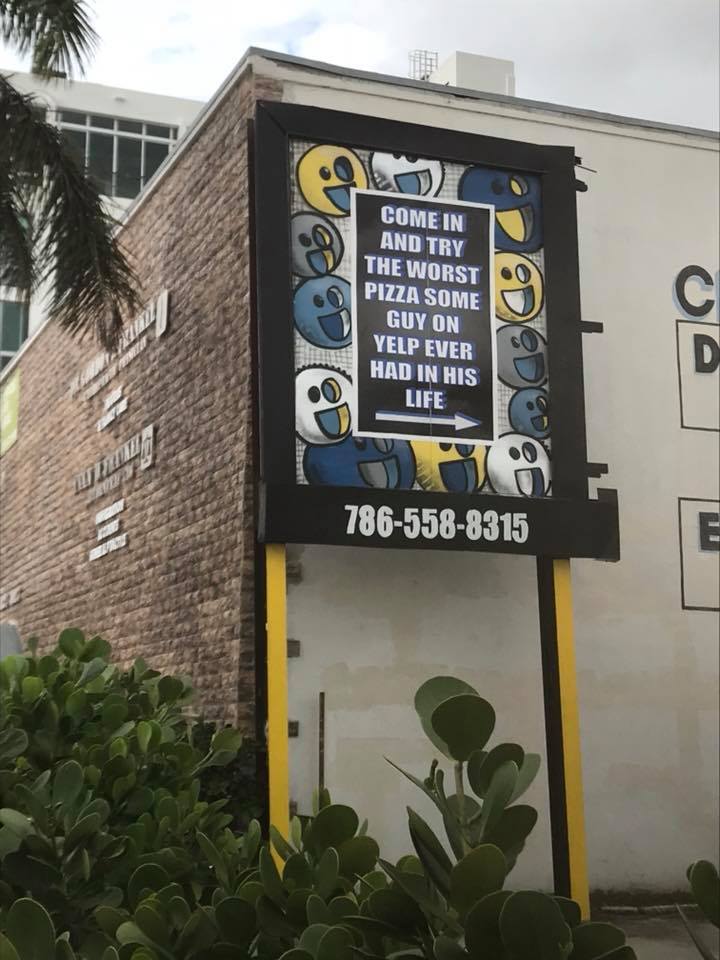 COME IN
AND TRY
THE WORST
PIZZA SOME
GUY ON
YELP EVER
HAD IN HIS
LIFE
786-558-8315
C
D
E